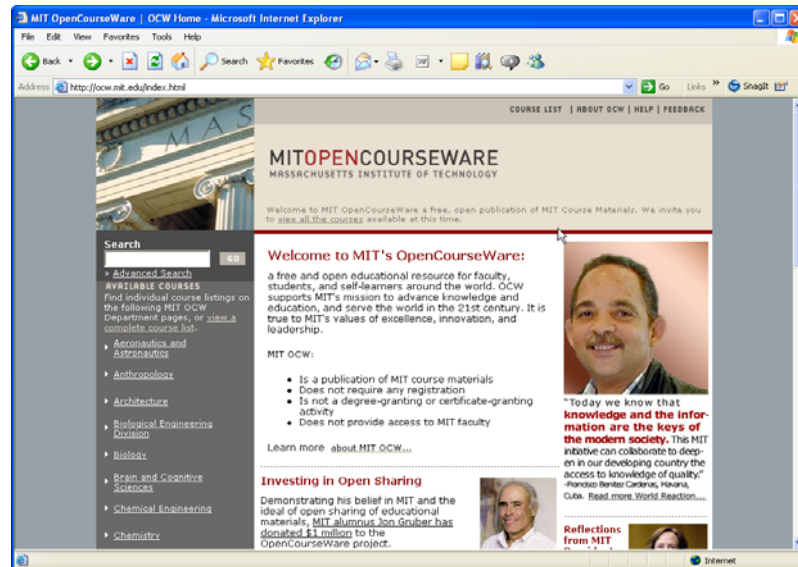 MIT OpenCourseWare | OCW Home - Microsoft Internet Explorer
File Edit View Favorites Tools Help
Back Search Favorites
Address http://ocw.mit.edu/index.html Go Links » SnagIt
COURSE LIST | ABOUT OCW | HELP | FEEDBACK
MAS
MITOPENCOURSEWARE
MASSACHUSETTS INSTITUTE OF TECHNOLOGY
Welcome to MIT OpenCourseWare a free, open publication of MIT Course Materials. We invite you
to view all the courses available at this time.
Search
GO
» Advanced Search
AVAILABLE COURSES
Find individual course listings on
the following MIT OCW
Department pages, or view a
complete course list.
Aeronautics and
Astronautics
Anthropology
Architecture
Biological Engineering
Division
Biology
Brain and Cognitive
Sciences
Chemical Engineering
Chemistry
Welcome to MIT's OpenCourseWare:
a free and open educational resource for faculty,
students, and self-learners around the world. OCW
supports MIT's mission to advance knowledge and
education, and serve the world in the 21st century. It is
true to MIT's values of excellence, innovation, and
leadership.
MIT OCW:
• Is a publication of MIT course materials
• Does not require any registration
• Is not a degree-granting or certificate-granting
activity
• Does not provide access to MIT faculty
Learn more about MIT OCW...
Investing in Open Sharing
Demonstrating his belief in MIT and the
ideal of open sharing of educational
materials, MIT alumnus Jon Gruber has
donated $1 million to the
OpenCourseWare project.
"Today we know that
knowledge and the infor-
mation are the keys of
the modern society. This MIT
initiative can collaborate to deep-
en in our developing country the
access to knowledge of quality."
-Francisco Benitez Cardenas, Havana,
Cuba. Read more World Reaction...
Reflections
from MIT
Internet